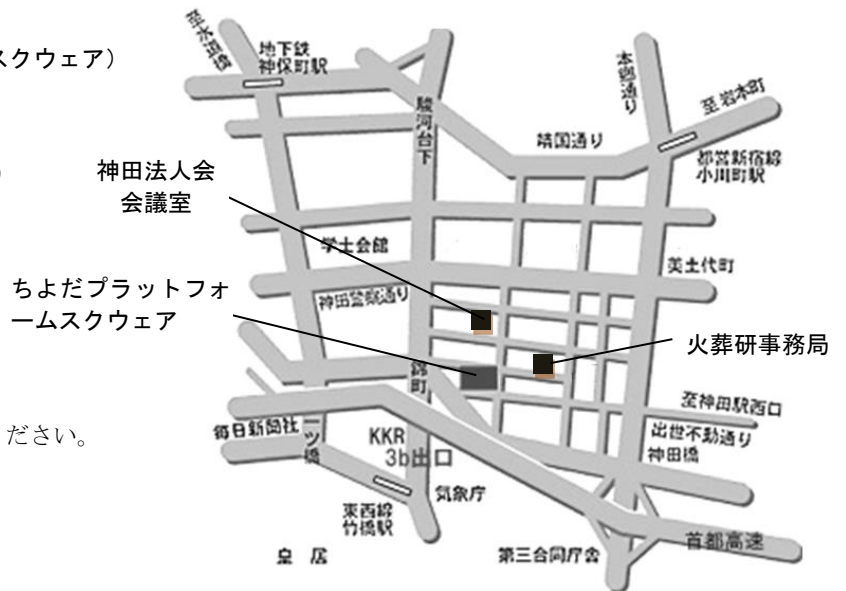 至水道橋
地下鉄
神保町駅
スクウェア）
駿河台下
靖国通り
本郷通り
至岩本町
都営新宿線
小川町駅
）
神田法人会
会議室
学士会館
美土代町
ちよだプラットフォ
ームスクウェア
神田警察通り
火葬研事務局
錦町
至神田駅西口
ださい。
毎日新聞社
一ツ橋
KKR
3b出口
出世不動通り
神田橋
気象庁
東西線
竹橋駅
皇居
第三合同庁舎
首都高速